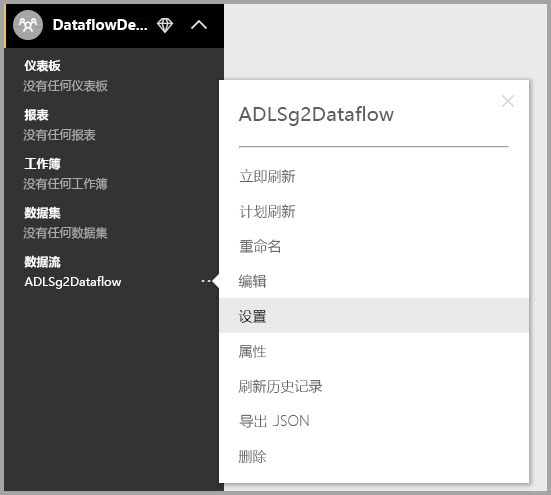 DataflowDe...
仪表板
没有任何仪表板
报表
没有任何报表
工作簿
没有任何工作簿
数据集
没有任何数据集
数据流
ADLSg2Dataflow
ADLSg2Dataflow
立即刷新
计划刷新
重命名
编辑
设置
属性
刷新历史记录
导出 .JSON
删除